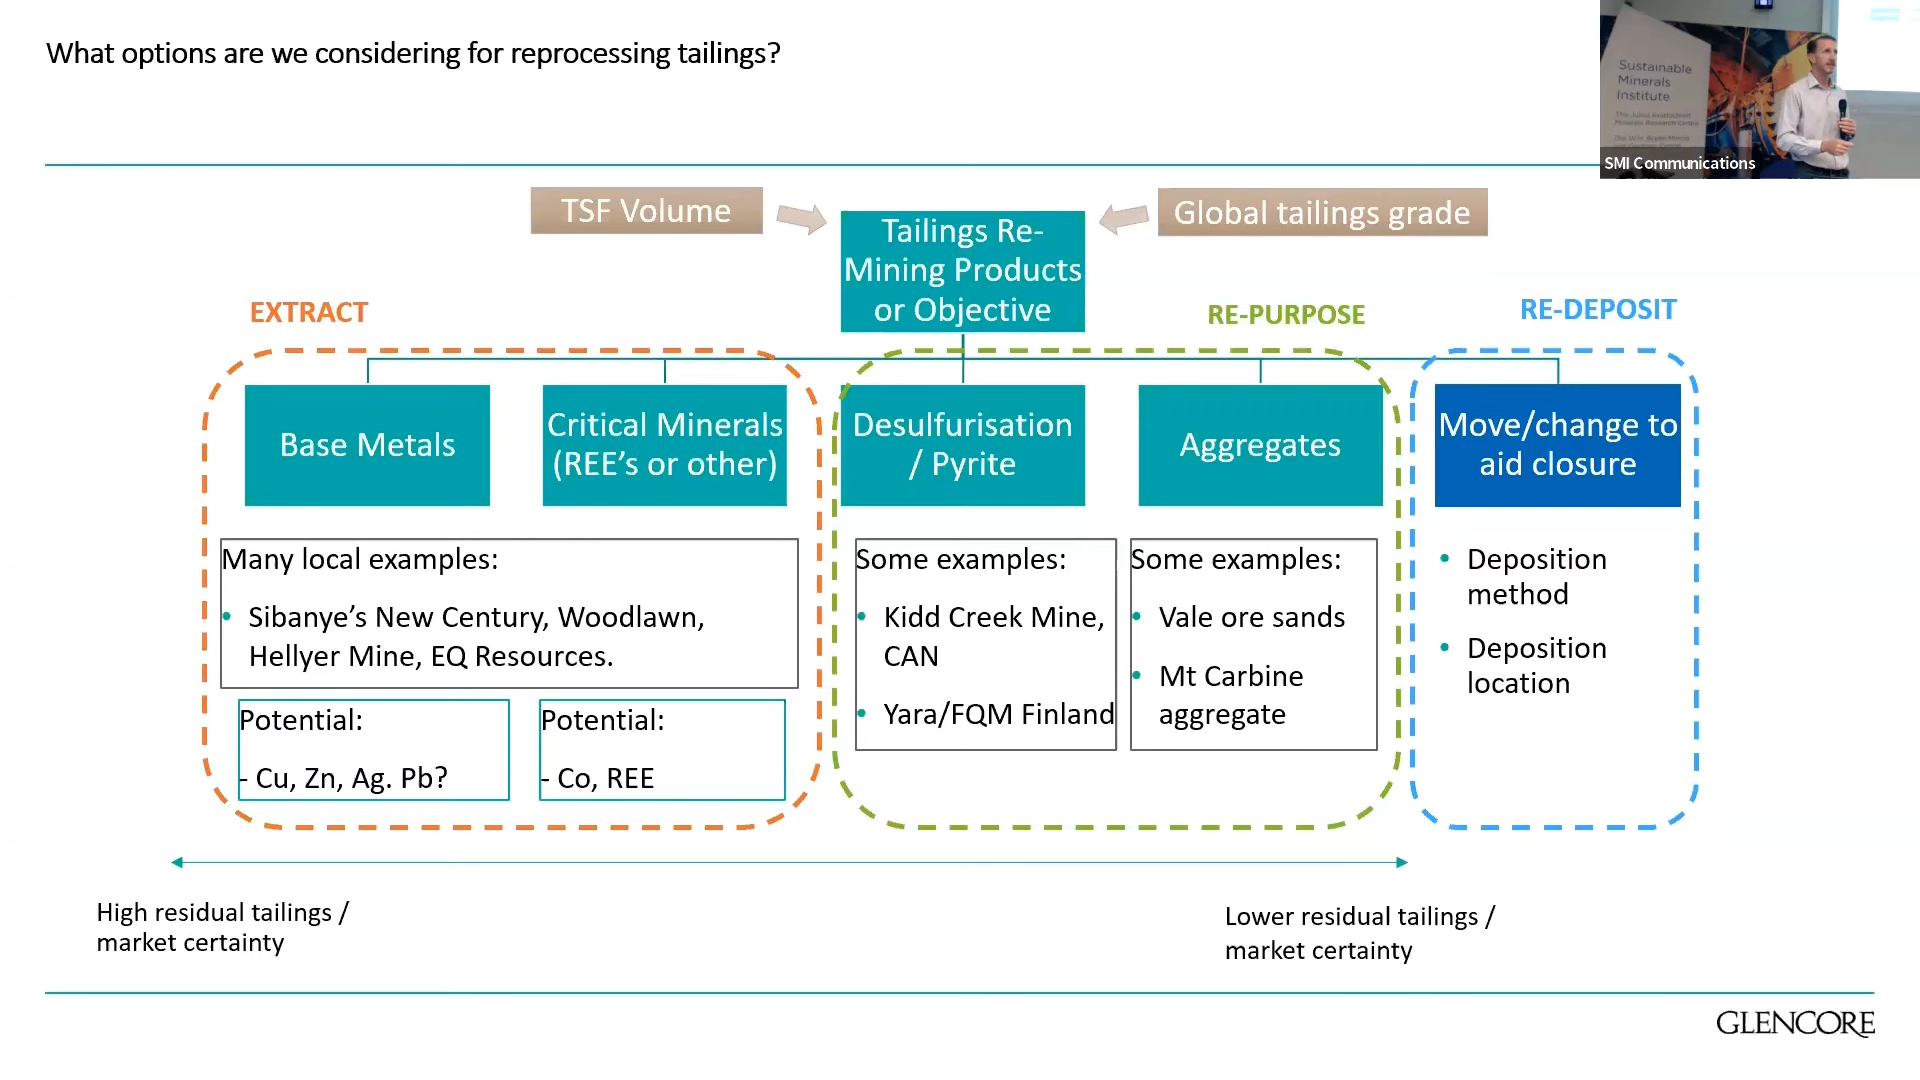 What options are we considering for reprocessing tailings?
Sustainable
Minerals
Institute
SMI Communications
TSF Volume
Global tailings grade
Tailings Re-
Mining Products
or Objective
EXTRACT
RE-PURPOSE
RE-DEPOSIT
Base Metals
Critical Minerals
(REE’s or other)
Desulfurisation
/ Pyrite
Aggregates
Move/change to
aid closure
Many local examples:
• Sibanye’s New Century, Woodlawn,
Hellyer Mine, EQ Resources.
Potential:
- Cu, Zn, Ag. Pb?
Potential:
- Co, REE
Some examples:
• Kidd Creek Mine,
CAN
• Yara/FQM Finland
Some examples:
• Vale ore sands
• Mt Carbine
aggregate
• Deposition
method
• Deposition
location
High residual tailings /
market certainty
Lower residual tailings /
market certainty
GLENCORE